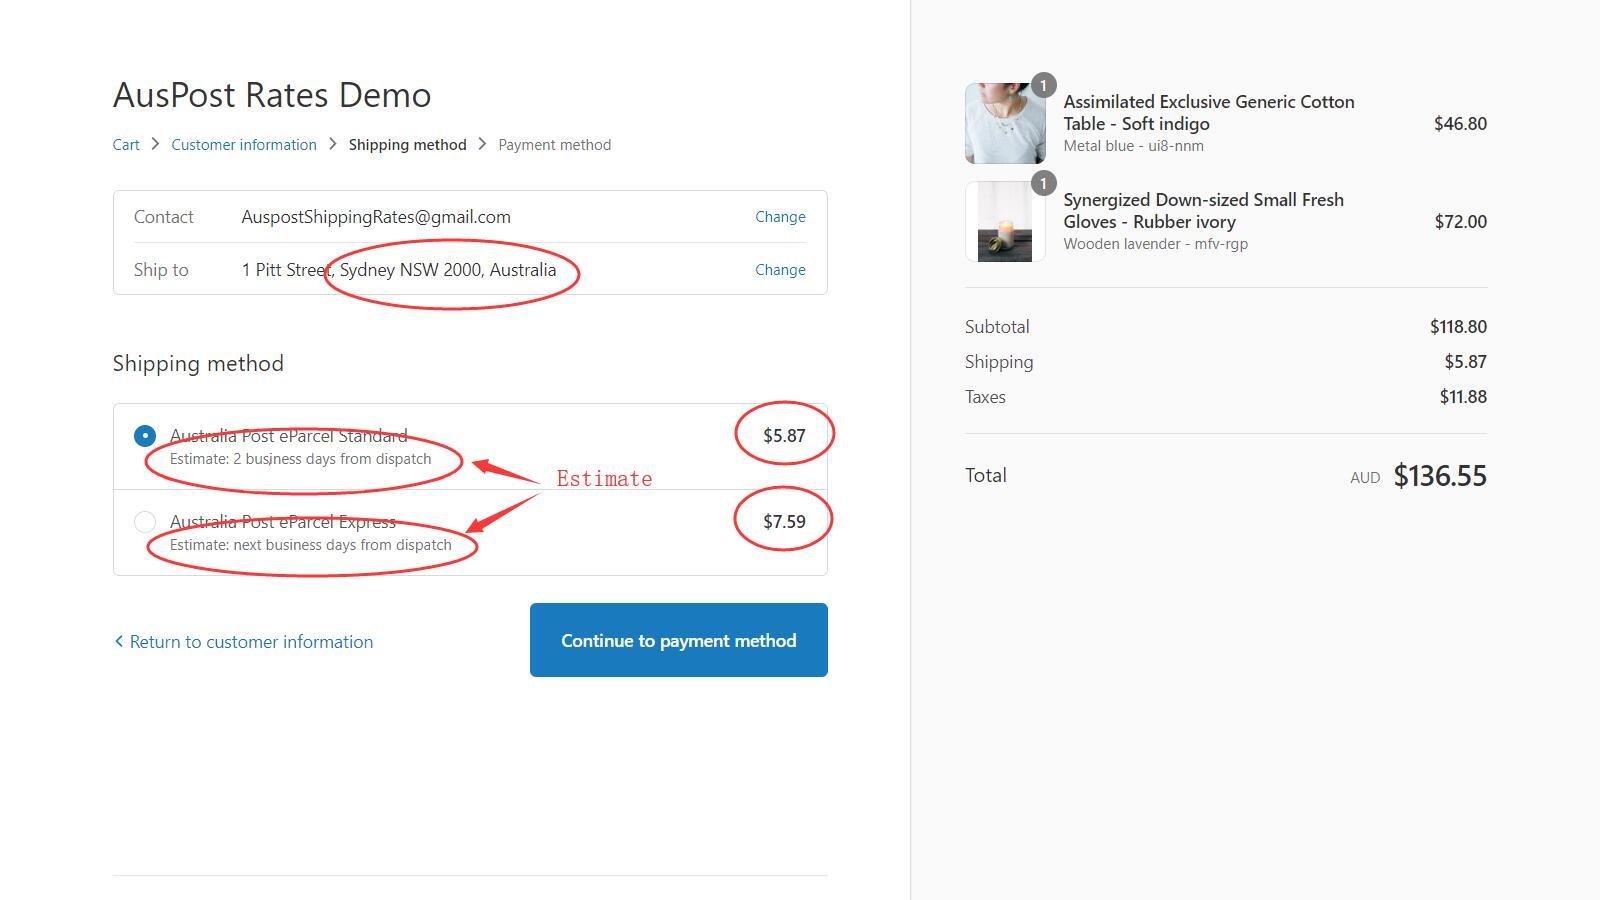 AusPost Rates Demo
Cart > Customer information > Shipping method > Payment method
Contact AuspostShippingRates@gmail.com Change
Ship to 1 Pitt Street, Sydney NSW 2000, Australia Change
Shipping method
Australia Post eParcel Standard $5.87
Estimate: 2 business days from dispatch
Estimate
Australia Post eParcel Express $7.59
Estimate: next business days from dispatch
< Return to customer information
Continue to payment method
1
Assimilated Exclusive Generic Cotton
Table - Soft indigo $46.80
Metal blue - ui8-nnm
1
Synergized Down-sized Small Fresh
Gloves - Rubber ivory $72.00
Wooden lavender - mfv-rgp
Subtotal $118.80
Shipping $5.87
Taxes $11.88
Total AUD $136.55